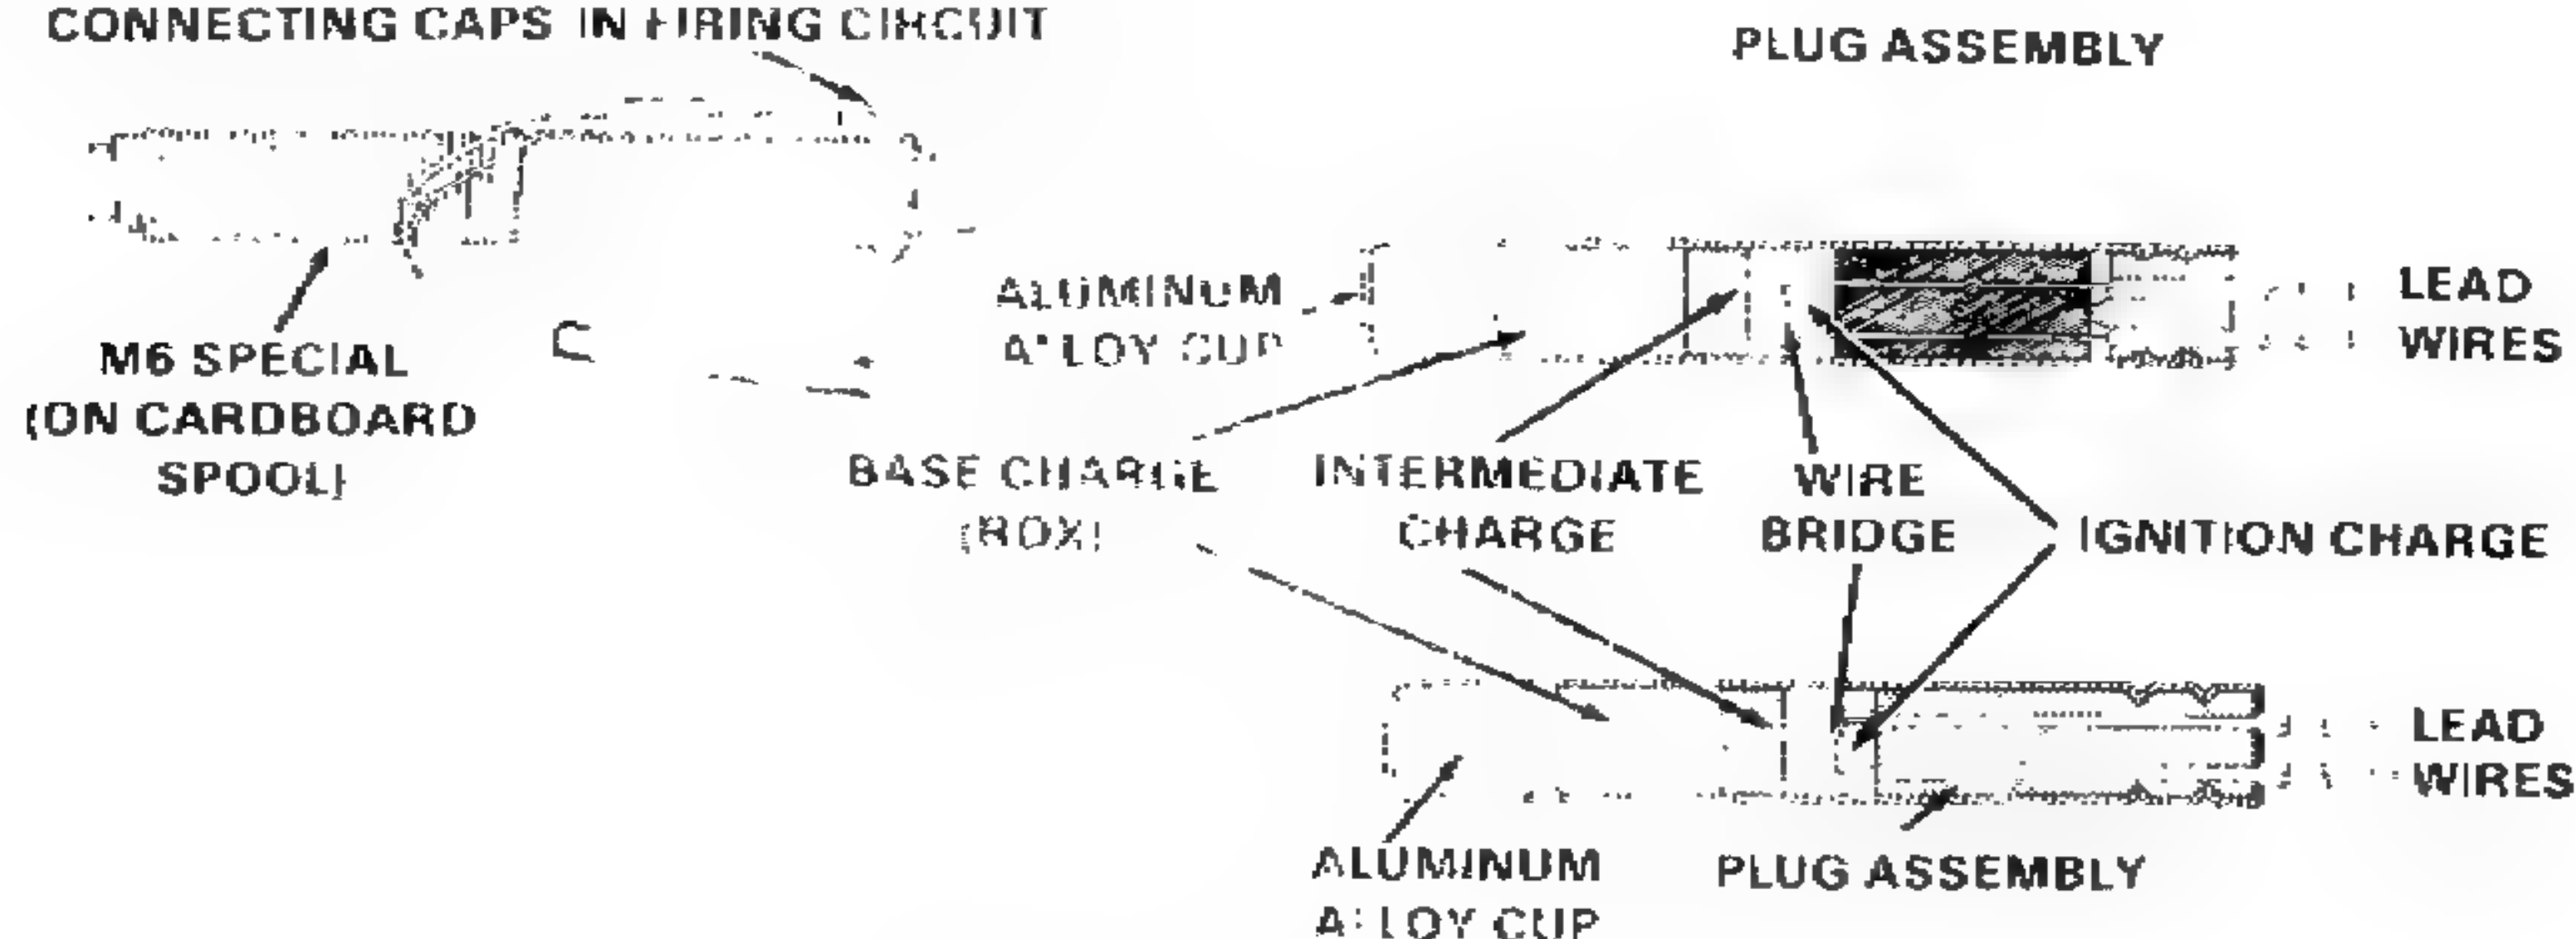 CONNECTING CAPS IN FIRING CIRCUIT
PLUG ASSEMBLY
M6 SPECIAL
(ON CARDBOARD
SPOOL)
ALUMINUM
ALLOY CUP
LEAD
WIRES
BASE CHARGE
(RDX)
INTERMEDIATE
CHARGE
WIRE
BRIDGE
IGNITION CHARGE
LEAD
WIRES
ALUMINUM
ALLOY CUP
PLUG ASSEMBLY